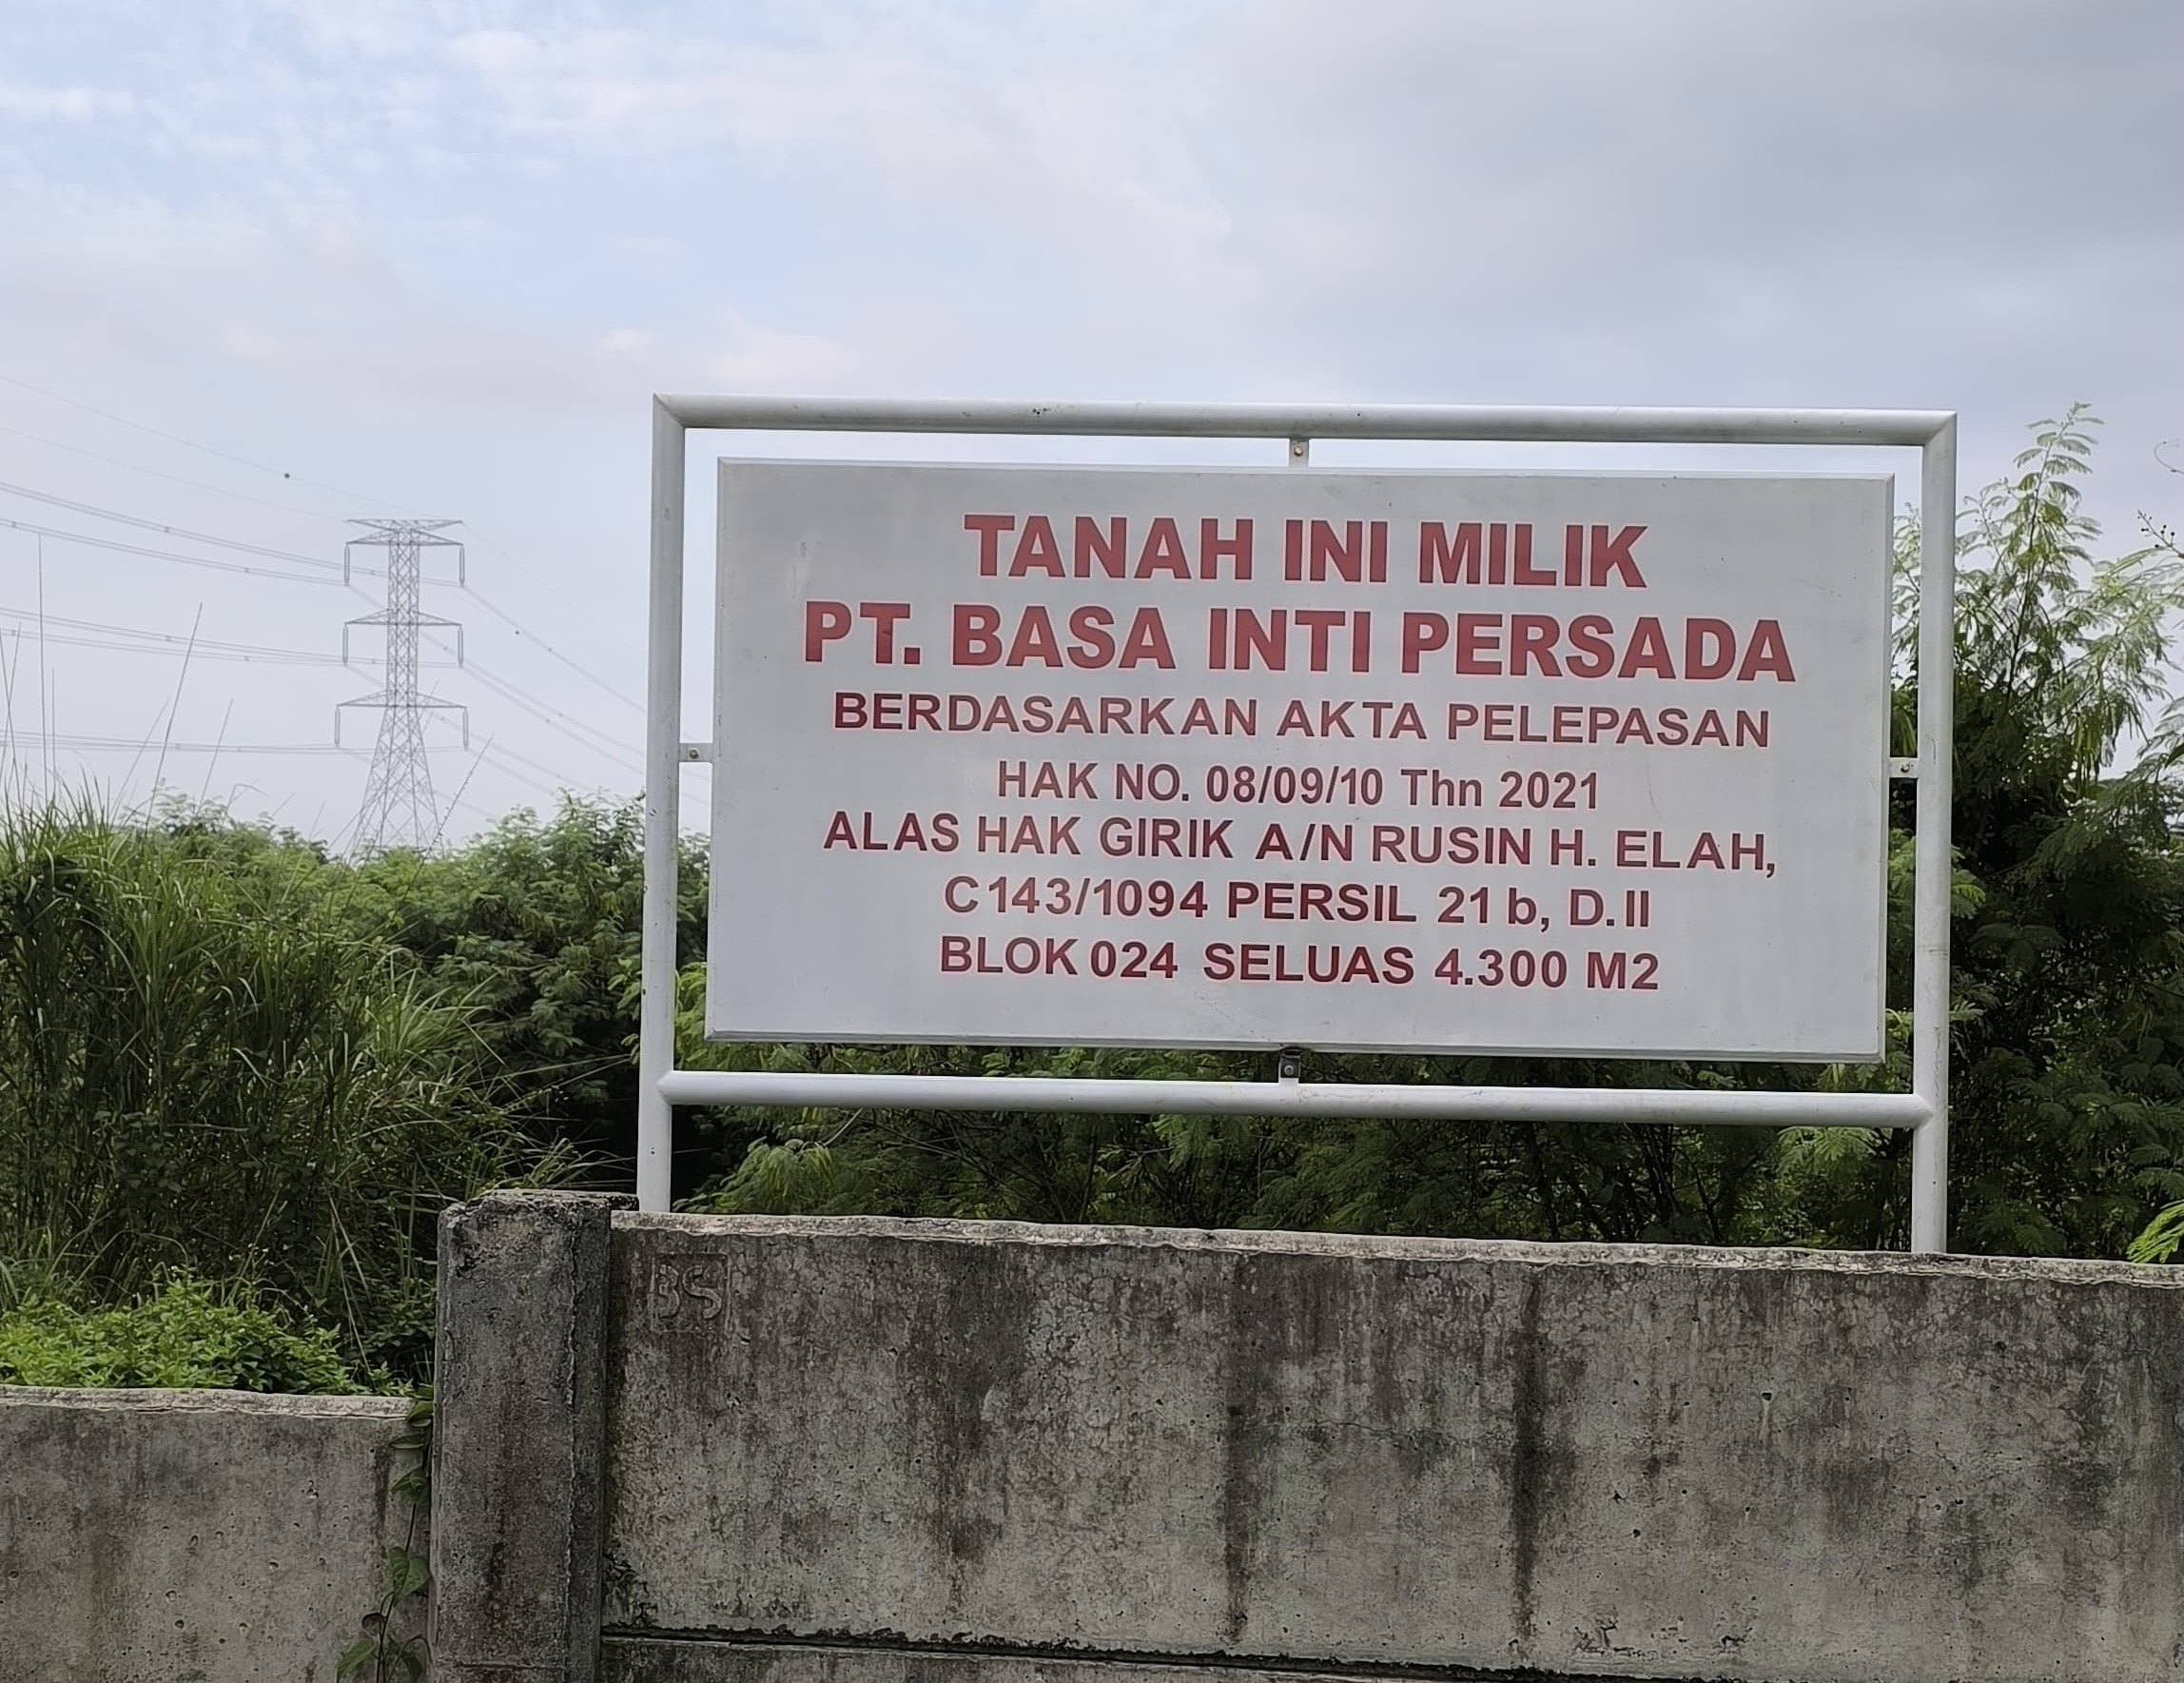 TANAH INI MILIK
PT. BASA INTI PERSADA
BERDASARKAN AKTA PELEPASAN
HAK NO. 08/09/10 Thn 2021
ALAS HAK GIRIK A/N RUSIN H. ELAH,
C143/1094 PERSIL 21 b, D.II
BLOK 024 SELUAS 4.300 M2